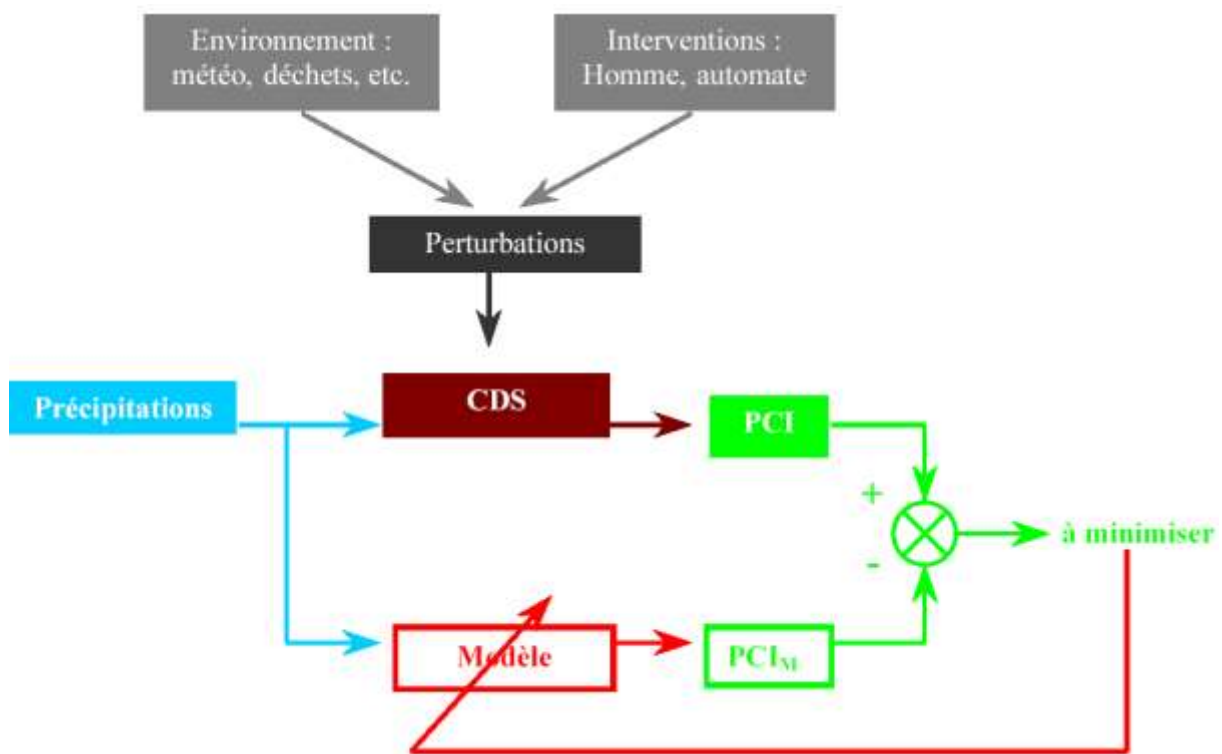 Environnement :
météo, déchets, etc.
Interventions :
Homme, automate
Perturbations
Précipitations
CDS
PCI
+
-
à minimiser
Modèle
PCIM